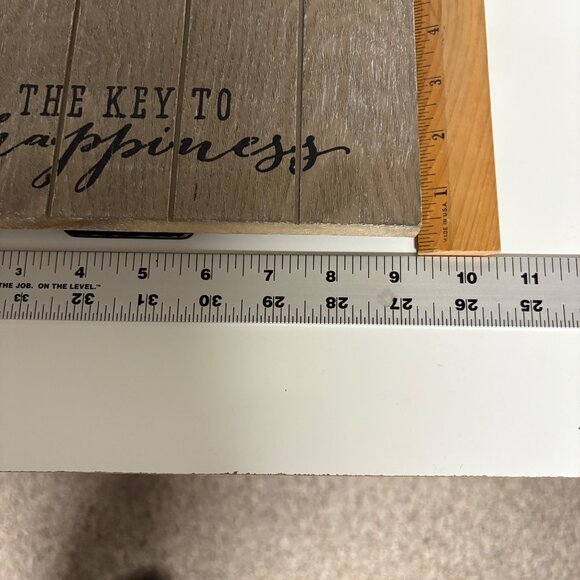 THE KEY TO
happiness
4
3
2
1
MADE IN U.S.A.
3 4 5 6 7 8 9 10 11
THE JOB. ON THE LEVEL.™
33 32 31 30 29 28 27 26 25